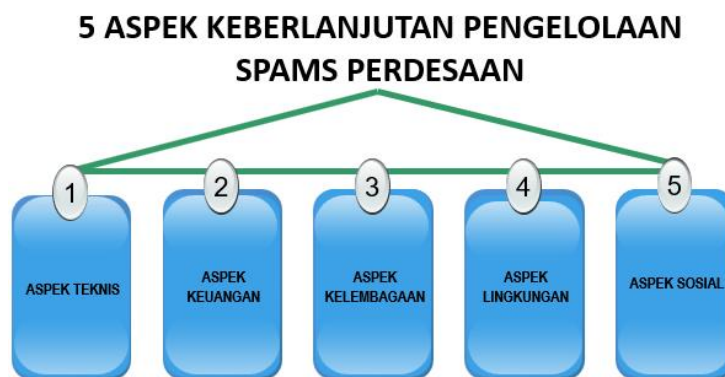 5 ASPEK KEBERLANJUTAN PENGELOLAAN
SPAMS PERDESAAN
1
2
3
4
5
ASPEK TEKNIS
ASPEK
KEUANGAN
ASPEK
KELEMBAGAAN
ASPEK
LINGKUNGAN
ASPEK SOSIAL